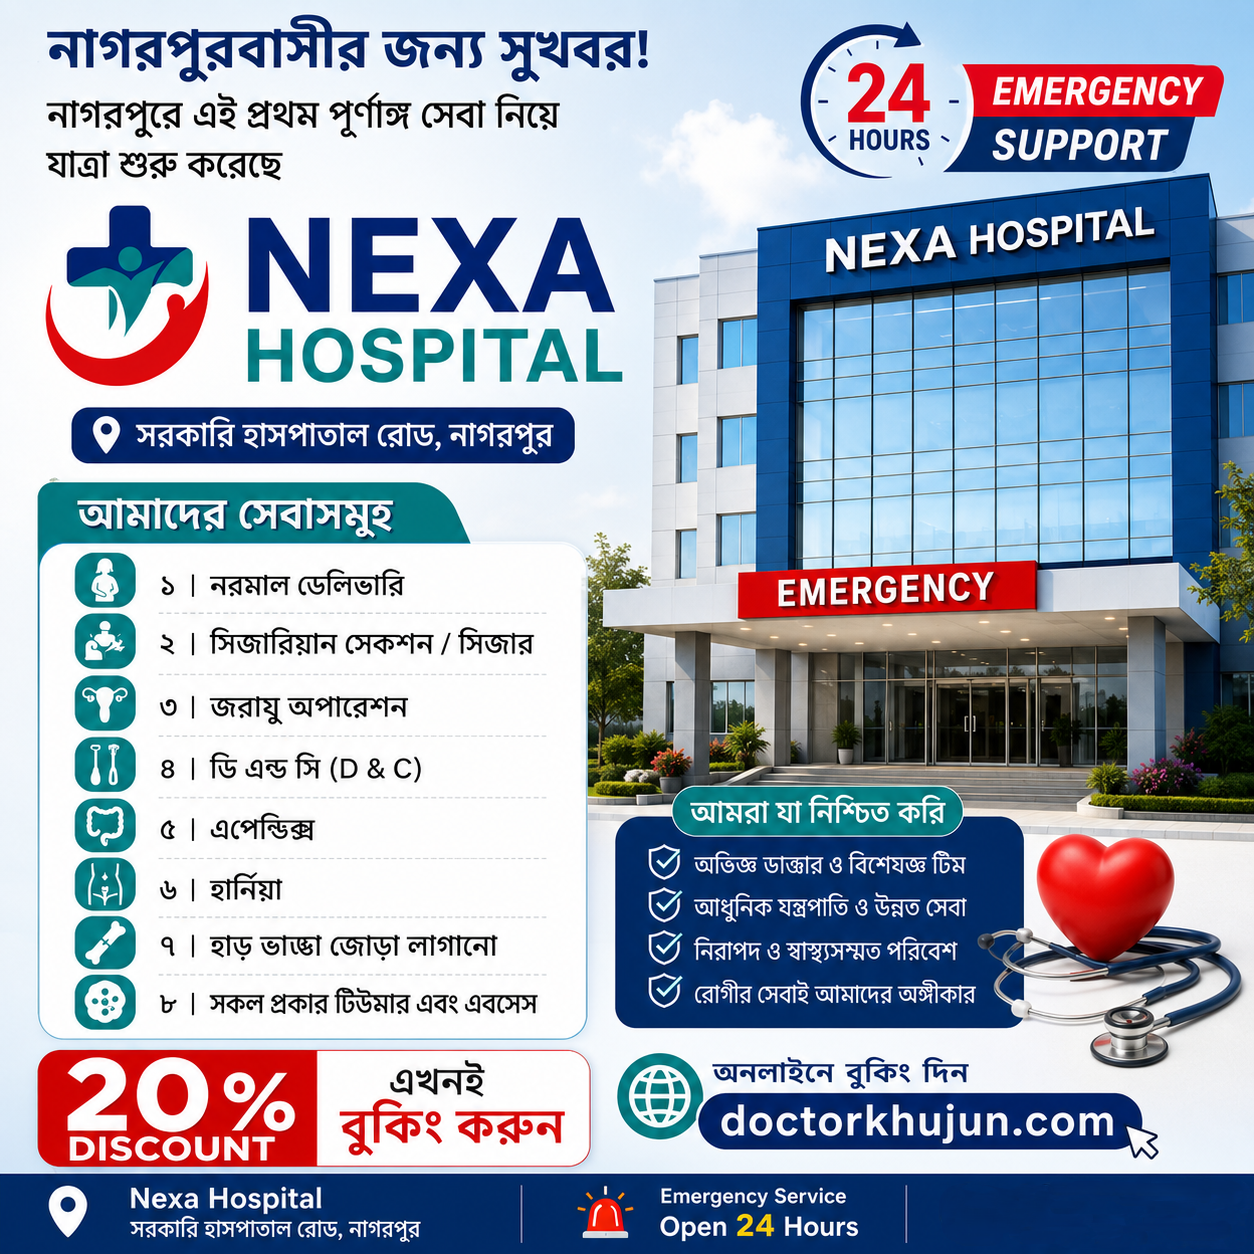 নাগরপুরবাসীর জন্য সুখবর!
নাগরপুরে এই প্রথম পূর্ণাঙ্গ সেবা নিয়ে
যাত্রা শুরু করেছে
NEXA
HOSPITAL
সরকারি হাসপাতাল রোড, নাগরপুর
24
HOURS
EMERGENCY
SUPPORT
NEXA HOSPITAL
EMERGENCY
আমাদের সেবাসমুহ
১ | নরমাল ডেলিভারি
২ | সিজারিয়ান সেকশন / সিজার
৩ | জরাযু অপারেশন
৪ | ডি এন্ড সি (D & C)
৫ | এপেন্ডিক্স
৬ | হার্নিয়া
৭ | হাড় ভাঙ্গা জোড়া লাগানো
৮ | সকল প্রকার টিউমার এবং এবসেস
আমরা যা নিশ্চিত করি
অভিজ্ঞ ডাক্তার ও বিশেষজ্ঞ টিম
আধুনিক যন্ত্রপাতি ও উন্নত সেবা
নিরাপদ ও স্বাস্থ্যসম্মত পরিবেশ
রোগীর সেবাই আমাদের অঙ্গীকার
20%
DISCOUNT
এখনই
বুকিং করুন
অনলাইনে বুকিং দিন
doctorkhujun.com
Nexa Hospital
সরকারি হাসপাতাল রোড, নাগরপুর
Emergency Service
Open 24 Hours